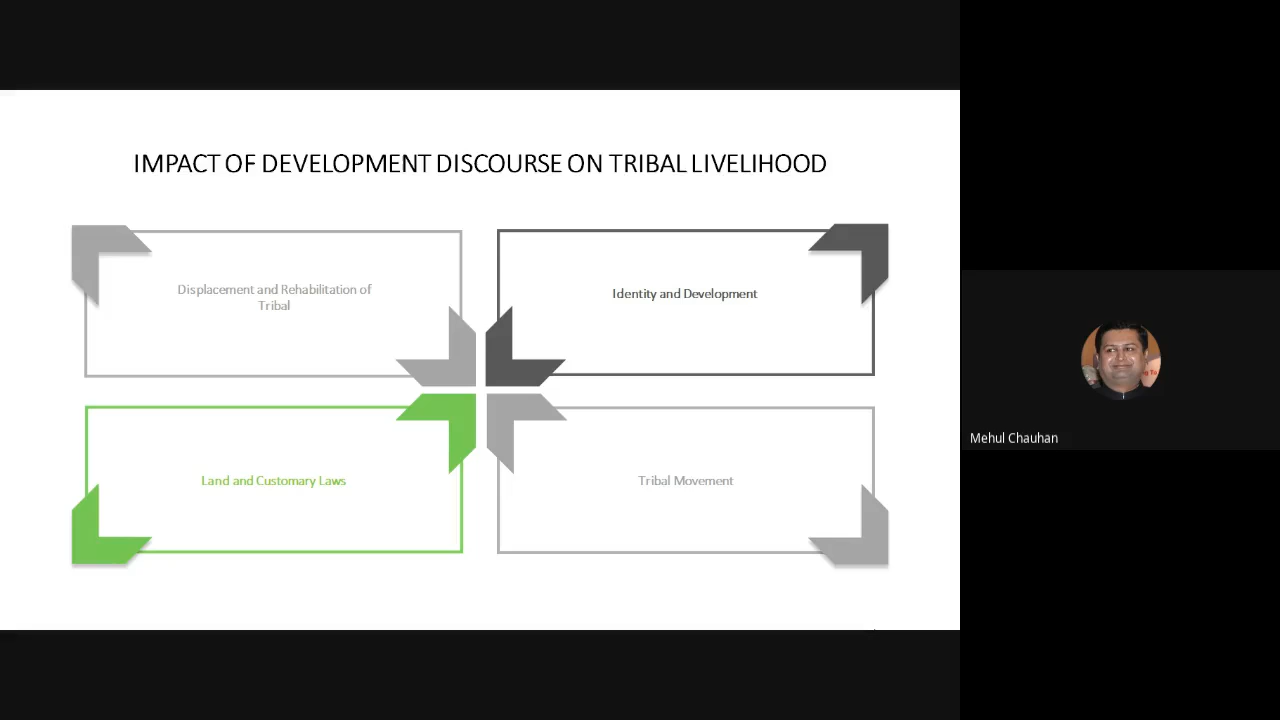 IMPACT OF DEVELOPMENT DISCOURSE ON TRIBAL LIVELIHOOD
Displacement and Rehabilitation of
Tribal
Identity and Development
Land and Customary Laws
Tribal Movement
Mehul Chauhan